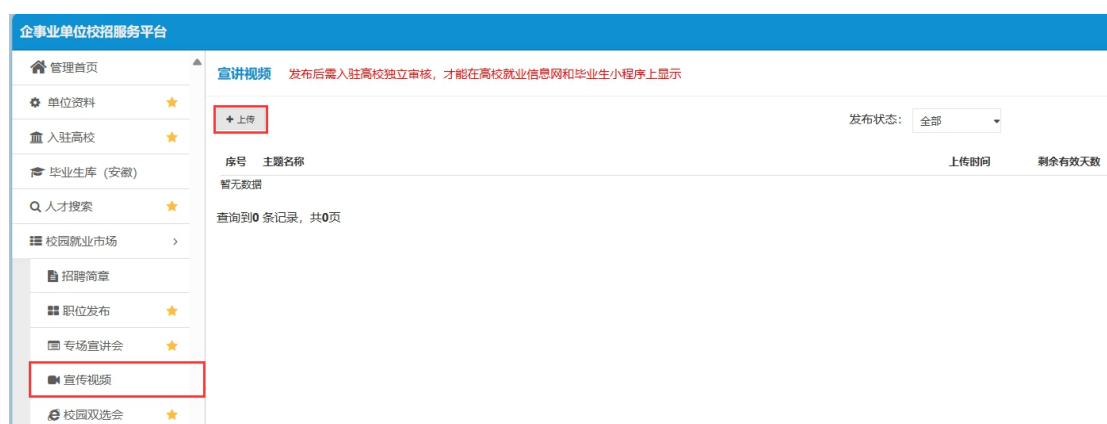 企事业单位校招服务平台
管理首页
单位资料
入驻高校
毕业生库（安徽）
人才搜索
校园就业市场
招聘简章
职位发布
专场宣讲会
宣传视频
校园双选会
宣讲视频 发布后需入驻高校独立审核，才能在高校就业信息网和毕业生小程序上显示
+ 上传 发布状态： 全部
序号 主题名称 上传时间 剩余有效天数
暂无数据
查询到0 条记录，共0页